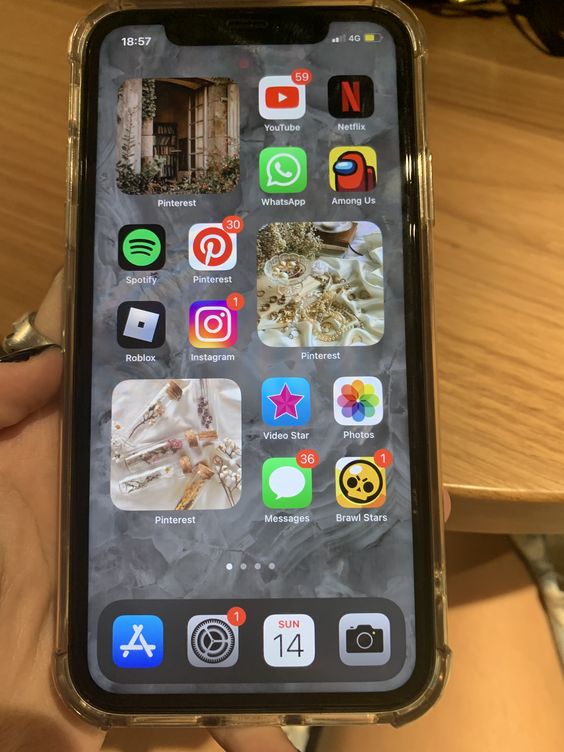 18:57 4G
59
YouTube Netflix
Pinterest WhatsApp Among Us
30
Spotify Pinterest
1
Roblox Instagram Pinterest
Video Star Photos
36 1
Pinterest Messages Brawl Stars
1
SUN
14